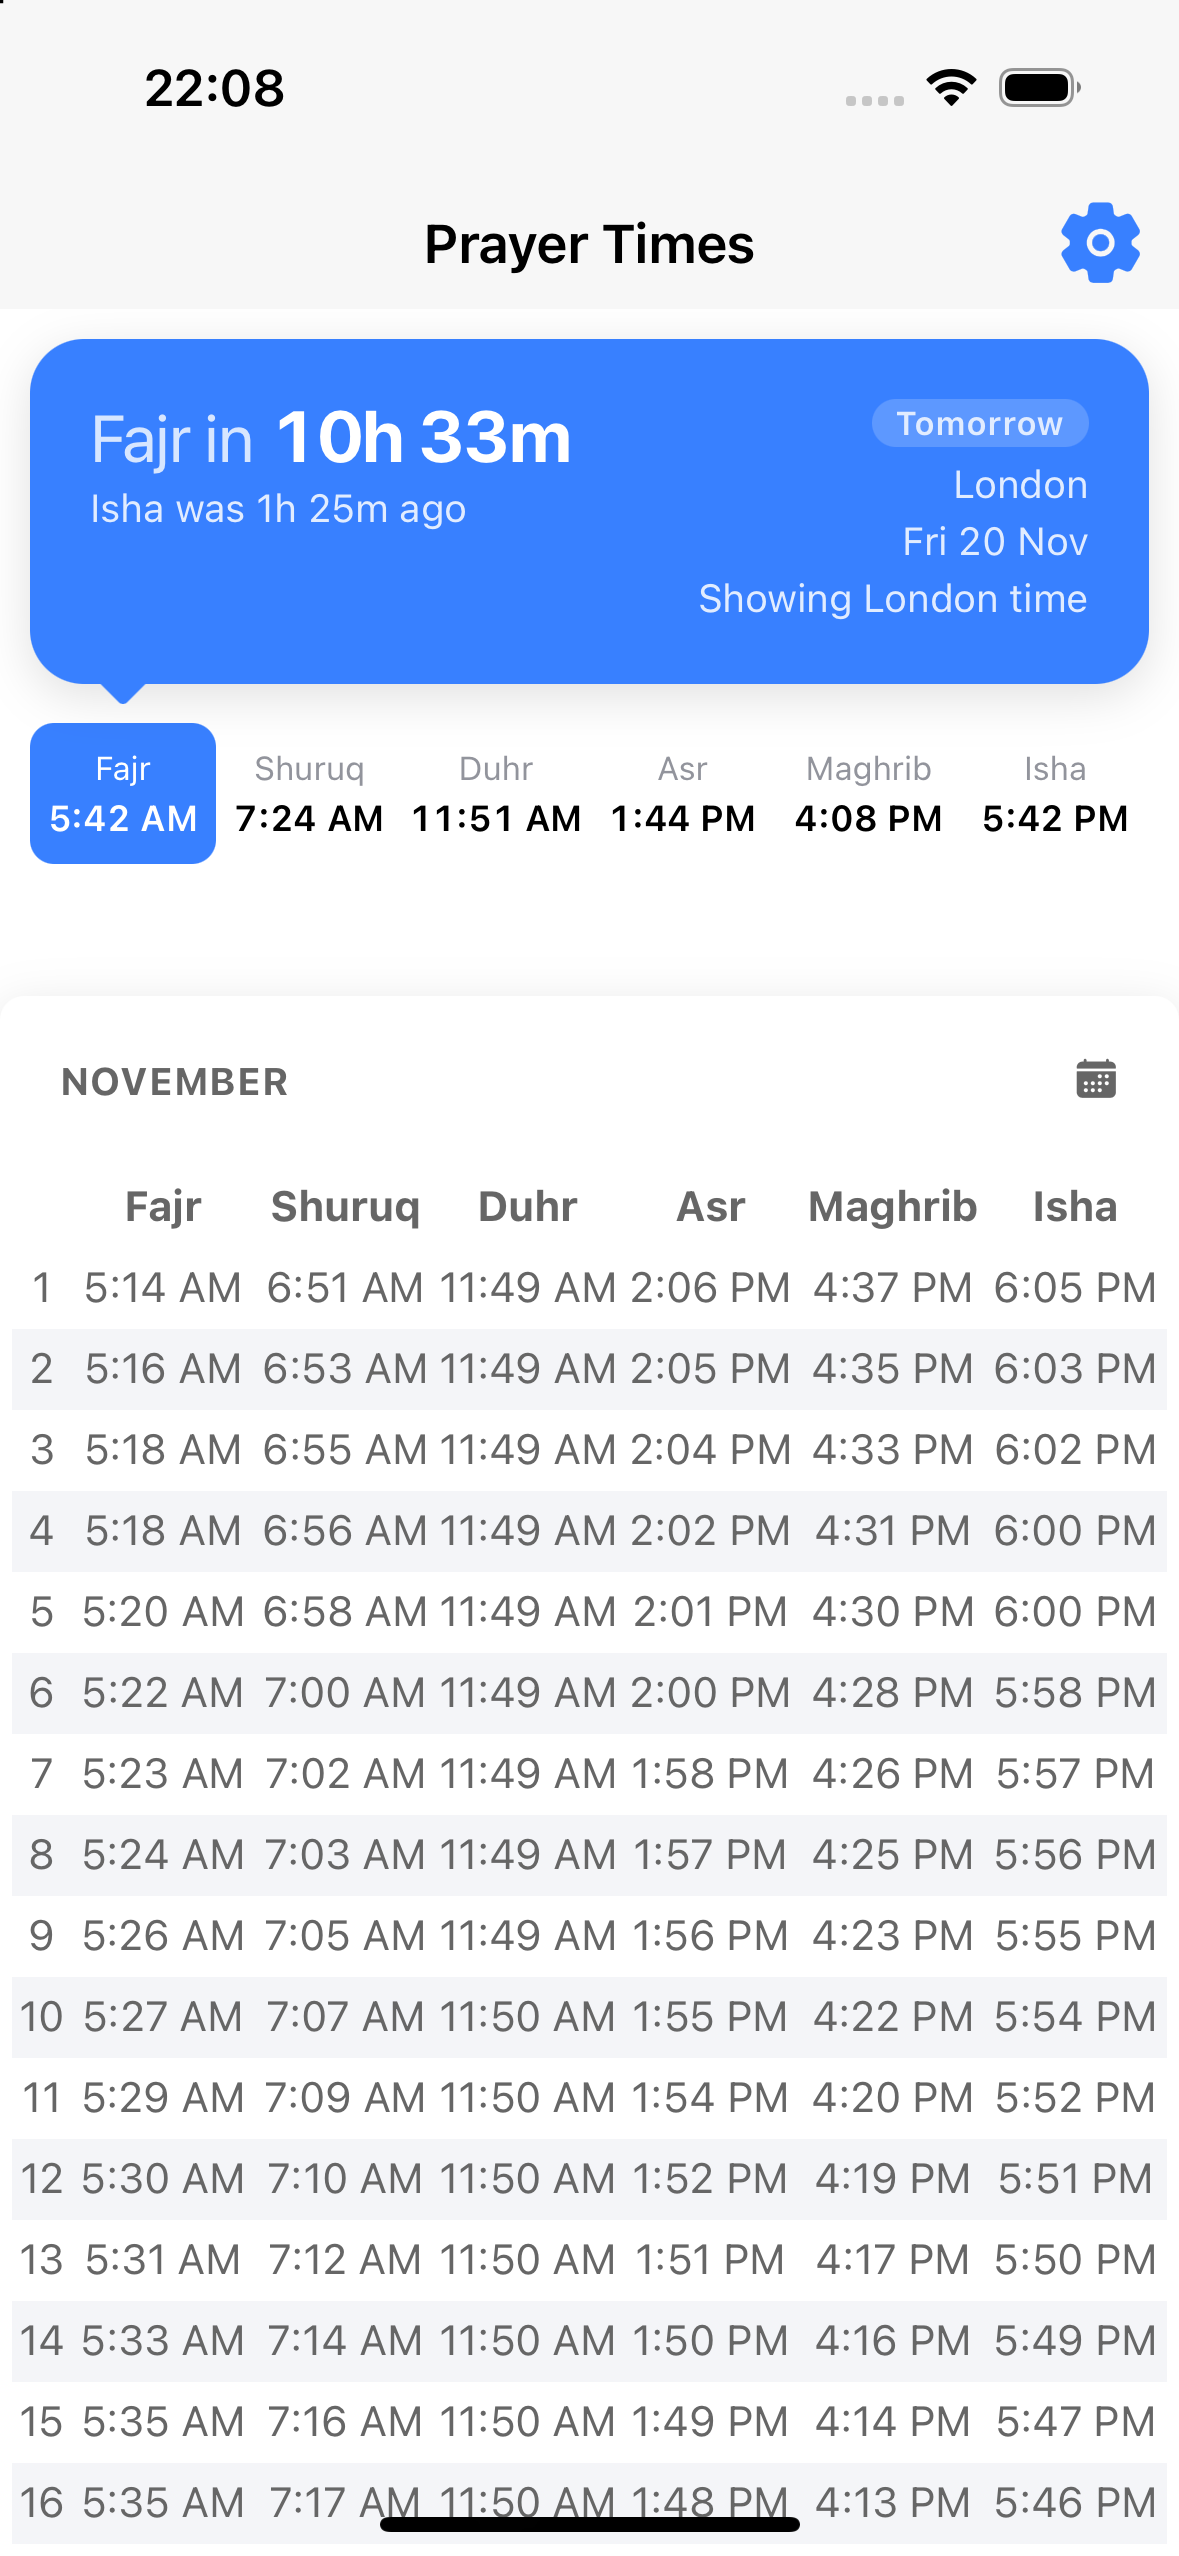 22:08
Prayer Times
Fajr in 10h 33m
Isha was 1h 25m ago
Tomorrow
London
Fri 20 Nov
Showing London time
Fajr Shuruq Duhr Asr Maghrib Isha
5:42 AM 7:24 AM 11:51 AM 1:44 PM 4:08 PM 5:42 PM
NOVEMBER
Fajr Shuruq Duhr Asr Maghrib Isha
1 5:14 AM 6:51 AM 11:49 AM 2:06 PM 4:37 PM 6:05 PM
2 5:16 AM 6:53 AM 11:49 AM 2:05 PM 4:35 PM 6:03 PM
3 5:18 AM 6:55 AM 11:49 AM 2:04 PM 4:33 PM 6:02 PM
4 5:18 AM 6:56 AM 11:49 AM 2:02 PM 4:31 PM 6:00 PM
5 5:20 AM 6:58 AM 11:49 AM 2:01 PM 4:30 PM 6:00 PM
6 5:22 AM 7:00 AM 11:49 AM 2:00 PM 4:28 PM 5:58 PM
7 5:23 AM 7:02 AM 11:49 AM 1:58 PM 4:26 PM 5:57 PM
8 5:24 AM 7:03 AM 11:49 AM 1:57 PM 4:25 PM 5:56 PM
9 5:26 AM 7:05 AM 11:49 AM 1:56 PM 4:23 PM 5:55 PM
10 5:27 AM 7:07 AM 11:50 AM 1:55 PM 4:22 PM 5:54 PM
11 5:29 AM 7:09 AM 11:50 AM 1:54 PM 4:20 PM 5:52 PM
12 5:30 AM 7:10 AM 11:50 AM 1:52 PM 4:19 PM 5:51 PM
13 5:31 AM 7:12 AM 11:50 AM 1:51 PM 4:17 PM 5:50 PM
14 5:33 AM 7:14 AM 11:50 AM 1:50 PM 4:16 PM 5:49 PM
15 5:35 AM 7:16 AM 11:50 AM 1:49 PM 4:14 PM 5:47 PM
16 5:35 AM 7:17 AM 11:50 AM 1:48 PM 4:13 PM 5:46 PM